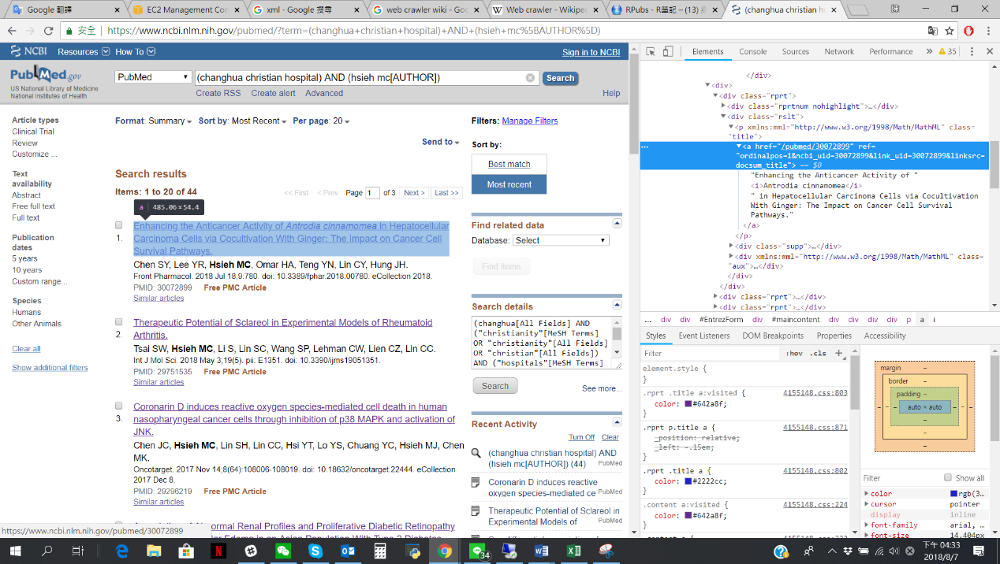 Google 翻譯
EC2 Management Con
xml - Google 搜尋
web crawler wiki - Goo
Web crawler - Wikiped
RPubs - R筆記 – (13) 網
(changhua christian ho
安全 | https://www.ncbi.nlm.nih.gov/pubmed/?term=(changhua+christian+hospital)+AND+(hsieh+mc%5BAUTHOR%5D)
NCBI Resources How To
Sign in to NCBI
PubMed.gov
US National Library of Medicine
National Institutes of Health
PubMed
(changhua christian hospital) AND (hsieh mc[AUTHOR])
Search
Create RSS Create alert Advanced
Help
Article types
Clinical Trial
Review
Customize ...
Text
availability
Abstract
Free full text
Full text
Publication
dates
5 years
10 years
Custom range...
Species
Humans
Other Animals
Clear all
Show additional filters
Format: Summary Sort by: Most Recent Per page: 20
Send to
Search results
Items: 1 to 20 of 44
<< First < Prev Page 1 of 3 Next > Last >>
a | 485.06 × 54.4
1.
Enhancing the Anticancer Activity of Antrodia cinnamomea in Hepatocellular
Carcinoma Cells via Cocultivation With Ginger: The Impact on Cancer Cell
Survival Pathways.
Chen SY, Lee YR, Hsieh MC, Omar HA, Teng YN, Lin CY, Hung JH.
Front Pharmacol. 2018 Jul 18;9:780. doi: 10.3389/fphar.2018.00780. eCollection 2018.
PMID: 30072899 Free PMC Article
Similar articles
2.
Therapeutic Potential of Sclareol in Experimental Models of Rheumatoid
Arthritis.
Tsai SW, Hsieh MC, Li S, Lin SC, Wang SP, Lehman CW, Lien CZ, Lin CC.
Int J Mol Sci. 2018 May 3;19(5). pii: E1351. doi: 10.3390/ijms19051351.
PMID: 29751535 Free PMC Article
Similar articles
3.
Coronarin D induces reactive oxygen species-mediated cell death in human
nasopharyngeal cancer cells through inhibition of p38 MAPK and activation of
JNK.
Chen JC, Hsieh MC, Lin SH, Lin CC, Hsi YT, Lo YS, Chuang YC, Hsieh MJ, Chen
MK.
Oncotarget. 2017 Nov 14;8(64):108006-108019. doi: 10.18632/oncotarget.22444. eCollection
2017 Dec 8.
PMID: 29296219 Free PMC Article
Similar articles
ormal Renal Profiles and Proliferative Diabetic Retinopathy
https://www.ncbi.nlm.nih.gov/pubmed/30072899
Filters: Manage Filters
Sort by:
Best match
Most recent
Find related data
Database: Select
Find items
Search details
(changhua[All Fields] AND
("christianity"[MeSH Terms]
OR "christianity"[All Fields]
OR "christian"[All Fields])
AND ("hospitals"[MeSH Terms]
Search
See more...
Recent Activity
Turn Off Clear
(changhua christian hospital) AND
(hsieh mc[AUTHOR]) (44) PubMed
Coronarin D induces reactive
oxygen species-mediated ce PubMed
Therapeutic Potential of Sclareol in
Experimental Models of PubMed
Elements Console Sources Network Performance » 35
</div>
<div>
<div class="rprt">
<div class="rprtnum nohighlight">…</div>
<div class="rslt">
<p xmlns:mml="http://www.w3.org/1998/Math/MathML" class=
"title">
<a href="/pubmed/30072899" ref=
"ordinalpos=1&ncbi_uid=30072899&link_uid=30072899&linksrc=
docsum_title"> == $0
"Enhancing the Anticancer Activity of "
<i>Antrodia cinnamomea</i>
" in Hepatocellular Carcinoma Cells via Cocultivation
With Ginger: The Impact on Cancer Cell Survival
Pathways."
</a>
</p>
<div class="supp">…</div>
<div xmlns:mml="http://www.w3.org/1998/Math/MathML" class=
"aux">…</div>
</div>
</div>
<div class="rprt">…</div>
<div class="rprt">…</div>
... div div #EntrezForm div #maincontent div div div div p a i
Styles Event Listeners DOM Breakpoints Properties Accessibility
Filter :hov .cls +
element.style {
}
.rprt .title a:visited { 4155148.css:803
color: #642a8f;
}
.rprt p.title a { 4155148.css:871
position: relative;
left: -.15em;
}
.rprt .title a { 4155148.css:802
color: #2222cc;
}
.content a:visited { 4155148.css:224
color: #642a8f;
}
margin –
border –
padding –
auto × auto
Filter Show all
color rgb(3…
cursor pointer
display inline
font-family arial, …
font-size 14.404px
34
下午 04:33
2018/8/7